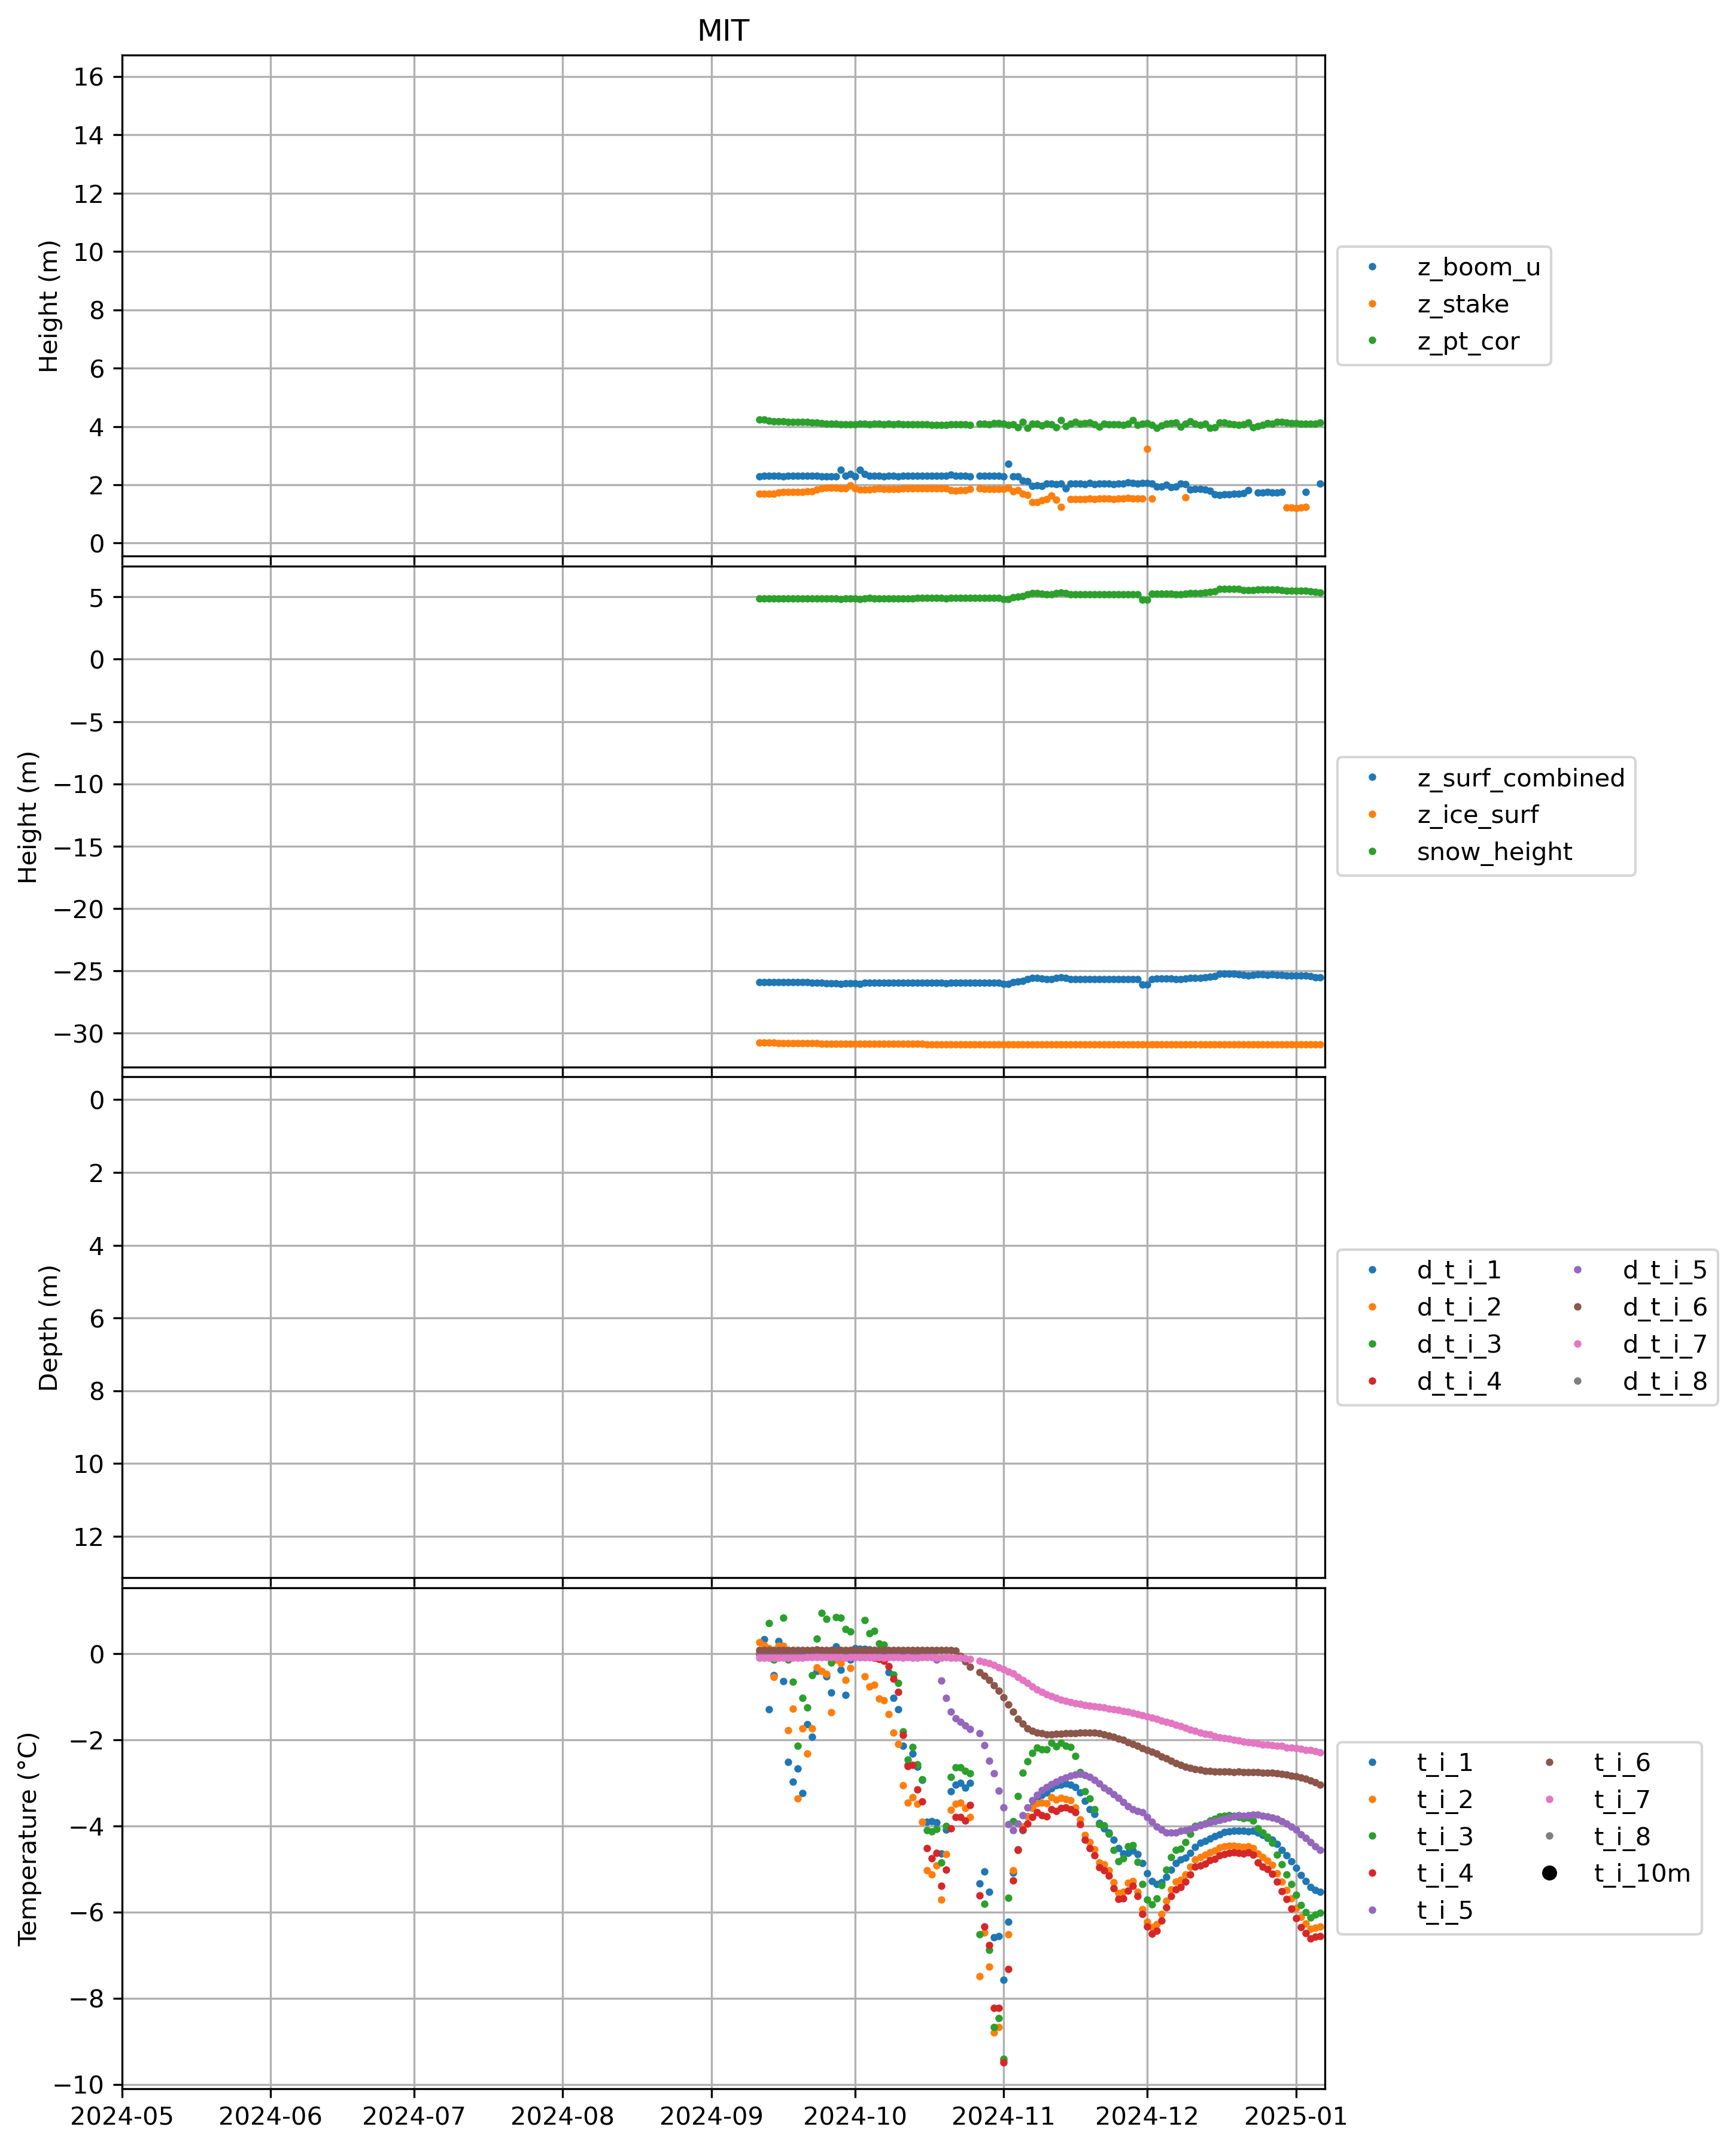 MIT
16
14
12
10
8
6
4
2
0
Height (m)
z_boom_u
z_stake
z_pt_cor
5
0
−5
−10
−15
−20
−25
−30
Height (m)
z_surf_combined
z_ice_surf
snow_height
0
2
4
6
8
10
12
Depth (m)
d_t_i_1
d_t_i_2
d_t_i_3
d_t_i_4
d_t_i_5
d_t_i_6
d_t_i_7
d_t_i_8
0
−2
−4
−6
−8
−10
Temperature (°C)
t_i_1
t_i_2
t_i_3
t_i_4
t_i_5
t_i_6
t_i_7
t_i_8
t_i_10m
2024-05 2024-06 2024-07 2024-08 2024-09 2024-10 2024-11 2024-12 2025-01